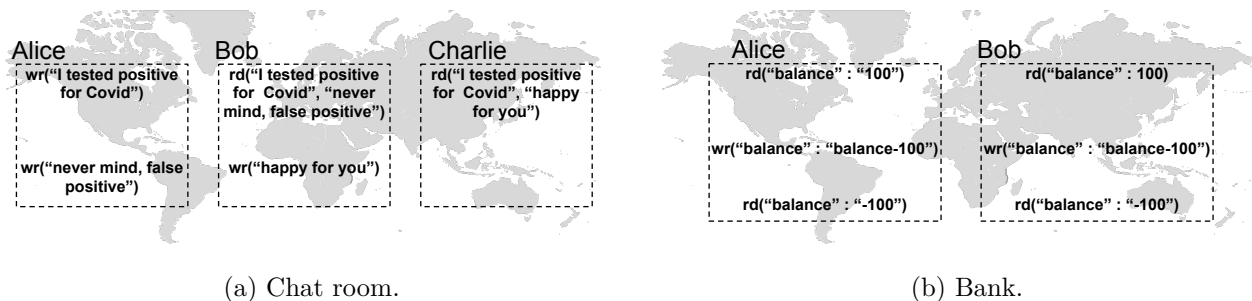 Alice
wr("I tested positive
for Covid")
wr("never mind, false
positive")
Bob
rd("I tested positive
for Covid", "never
mind, false positive")
wr("happy for you")
Charlie
rd("I tested positive
for Covid", "happy
for you")
(a) Chat room.
Alice
rd("balance" : "100")
wr("balance" : "balance-100")
rd("balance" : "-100")
Bob
rd("balance" : 100)
wr("balance" : "balance-100")
rd("balance" : "-100")
(b) Bank.